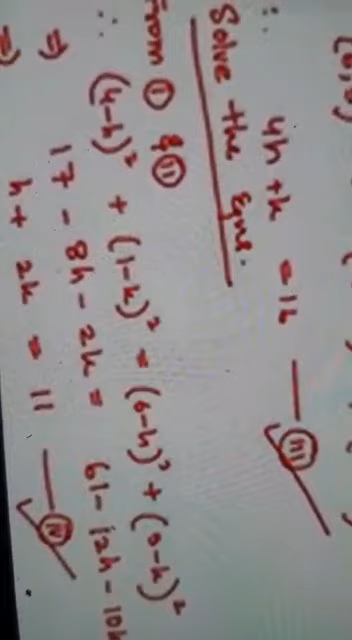 ∴ 4h + k = 16 — (III)
Solve the Eqns.
From (I) & (II)
∴ (4-h)² + (1-k)² = (6-h)² + (5-k)²
⇒ 17 - 8h - 2k = 61 - 12h - 10k
⇒ h + 2k = 11 — (IV)